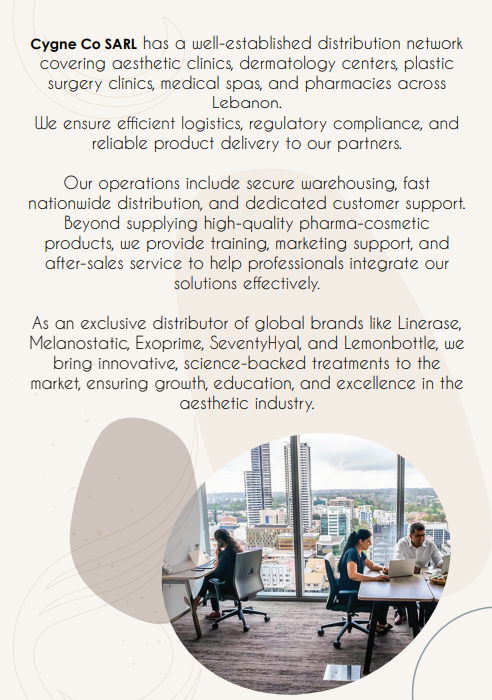 Cygne Co SARL has a well-established distribution network
covering aesthetic clinics, dermatology centers, plastic
surgery clinics, medical spas, and pharmacies across
Lebanon.
We ensure efficient logistics, regulatory compliance, and
reliable product delivery to our partners.
Our operations include secure warehousing, fast
nationwide distribution, and dedicated customer support.
Beyond supplying high-quality pharma-cosmetic
products, we provide training, marketing support, and
after-sales service to help professionals integrate our
solutions effectively.
As an exclusive distributor of global brands like Linerase,
Melanostatic, Exoprime, SeventyHyal, and Lemonbottle, we
bring innovative, science-backed treatments to the
market, ensuring growth, education, and excellence in the
aesthetic industry.